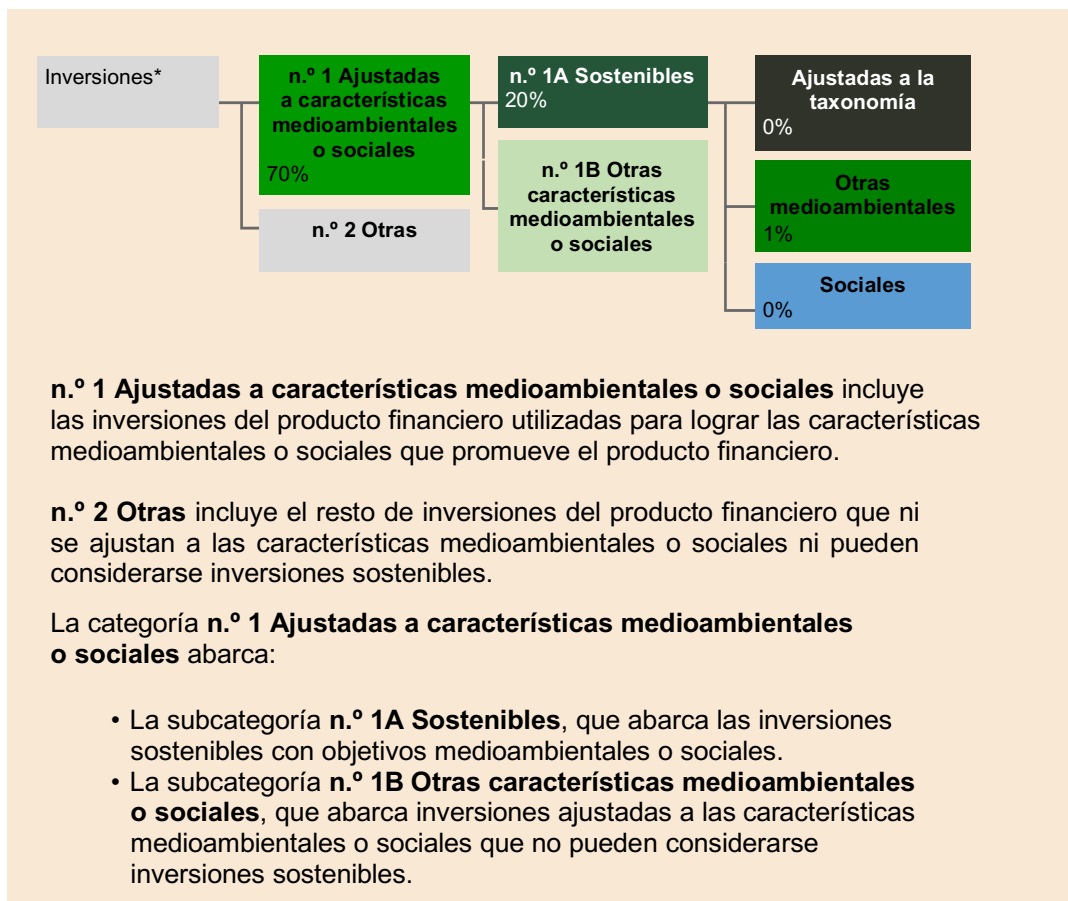 Inversiones*
n.º 1 Ajustadas
a características
medioambientales
o sociales
70%
n.º 2 Otras
n.º 1A Sostenibles
20%
n.º 1B Otras
características
medioambientales
o sociales
Ajustadas a la
taxonomía
0%
Otras
medioambientales
1%
Sociales
0%
n.º 1 Ajustadas a características medioambientales o sociales incluye
las inversiones del producto financiero utilizadas para lograr las características
medioambientales o sociales que promueve el producto financiero.
n.º 2 Otras incluye el resto de inversiones del producto financiero que ni
se ajustan a las características medioambientales o sociales ni pueden
considerarse inversiones sostenibles.
La categoría n.º 1 Ajustadas a características medioambientales
o sociales abarca:
• La subcategoría n.º 1A Sostenibles, que abarca las inversiones
sostenibles con objetivos medioambientales o sociales.
• La subcategoría n.º 1B Otras características medioambientales
o sociales, que abarca inversiones ajustadas a las características
medioambientales o sociales que no pueden considerarse
inversiones sostenibles.